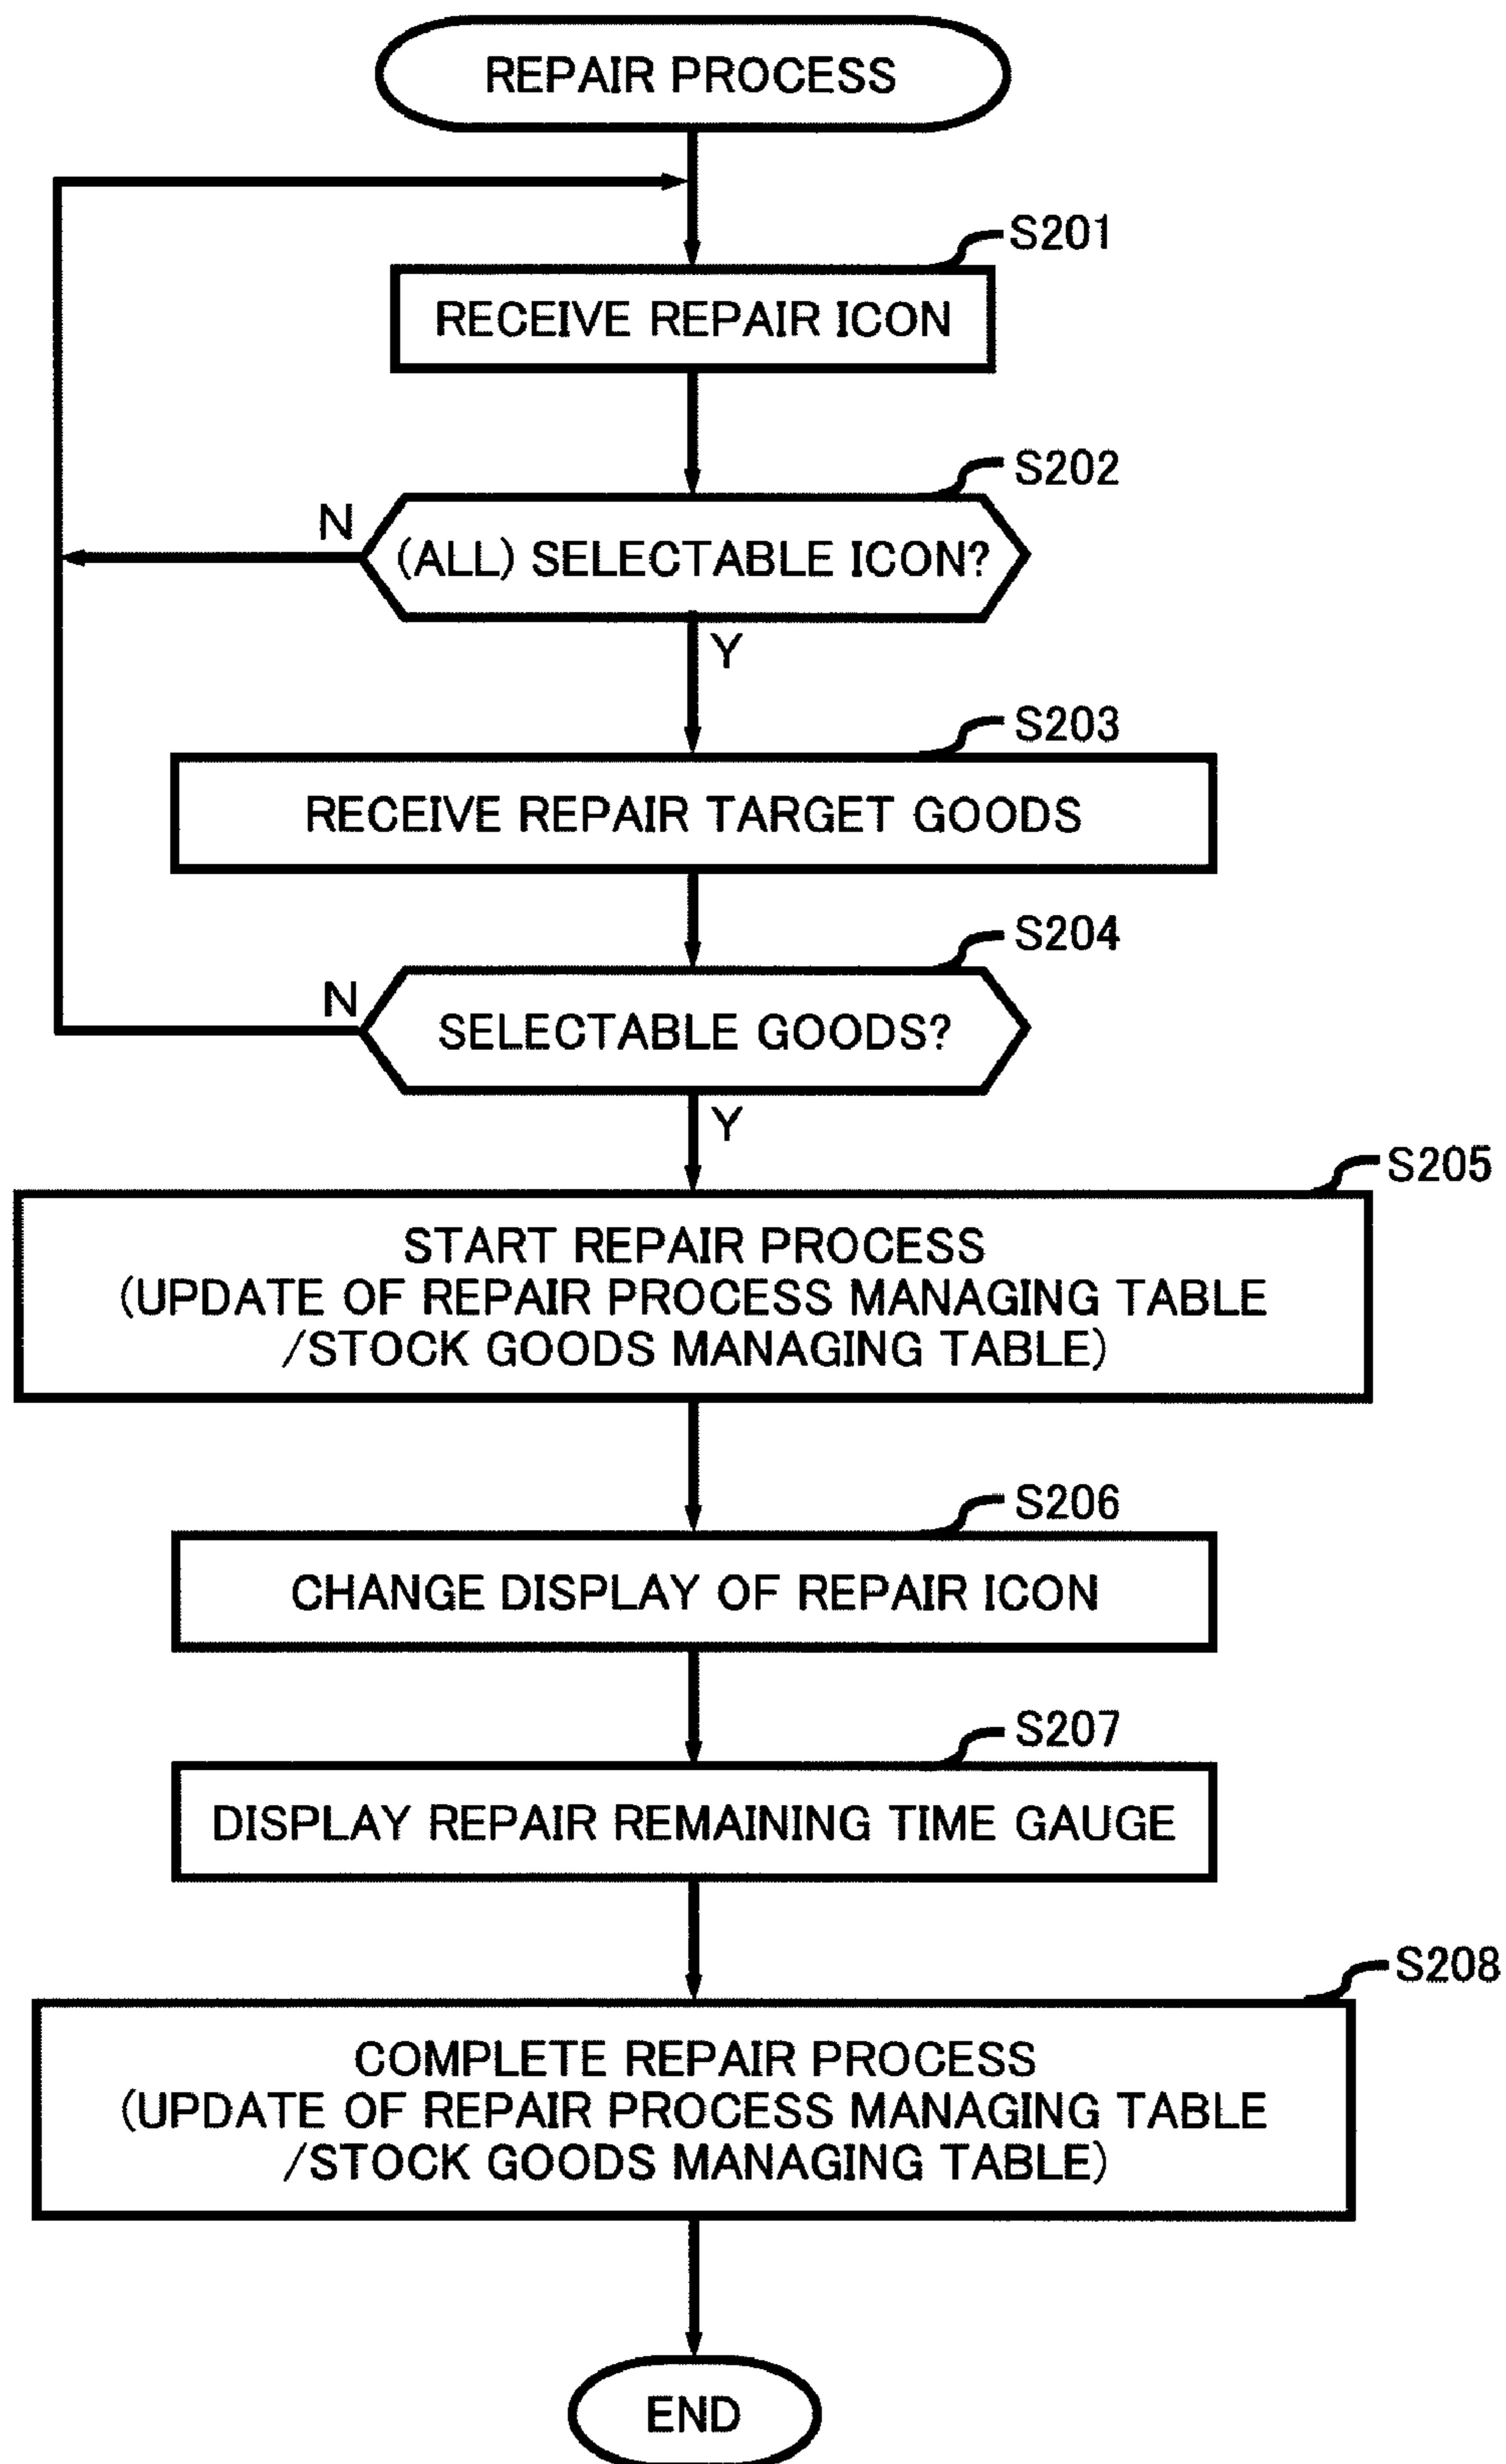 REPAIR PROCESS
S201
RECEIVE REPAIR ICON
S202
N
(ALL) SELECTABLE ICON?
Y
S203
RECEIVE REPAIR TARGET GOODS
S204
N
SELECTABLE GOODS?
Y
S205
START REPAIR PROCESS
(UPDATE OF REPAIR PROCESS MANAGING TABLE
/STOCK GOODS MANAGING TABLE)
S206
CHANGE DISPLAY OF REPAIR ICON
S207
DISPLAY REPAIR REMAINING TIME GAUGE
S208
COMPLETE REPAIR PROCESS
(UPDATE OF REPAIR PROCESS MANAGING TABLE
/STOCK GOODS MANAGING TABLE)
END